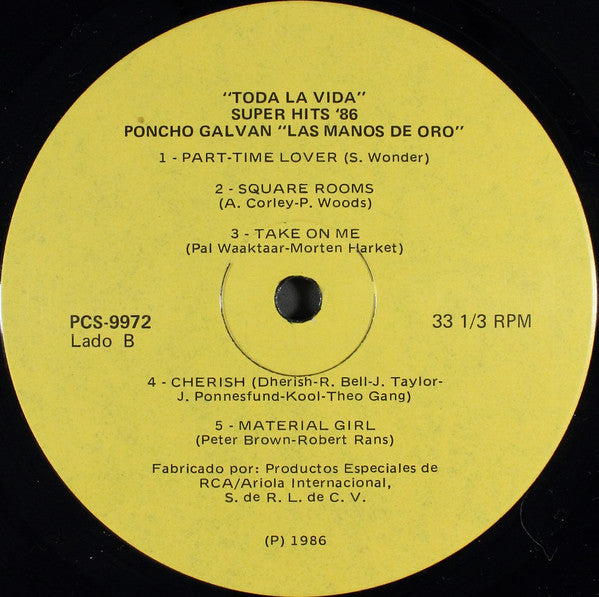 "TODA LA VIDA"
SUPER HITS '86
PONCHO GALVAN "LAS MANOS DE ORO"
1 - PART-TIME LOVER (S. Wonder)
2 - SQUARE ROOMS
(A. Corley-P. Woods)
3 - TAKE ON ME
(Pal Waaktaar-Morten Harket)
PCS-9972
Lado B
33 1/3 RPM
4 - CHERISH (Dherish-R. Bell-J. Taylor-
J. Ponnesfund-Kool-Theo Gang)
5 - MATERIAL GIRL
(Peter Brown-Robert Rans)
Fabricado por: Productos Especiales de
RCA/Ariola Internacional,
S. de R. L. de C. V.
(P) 1986